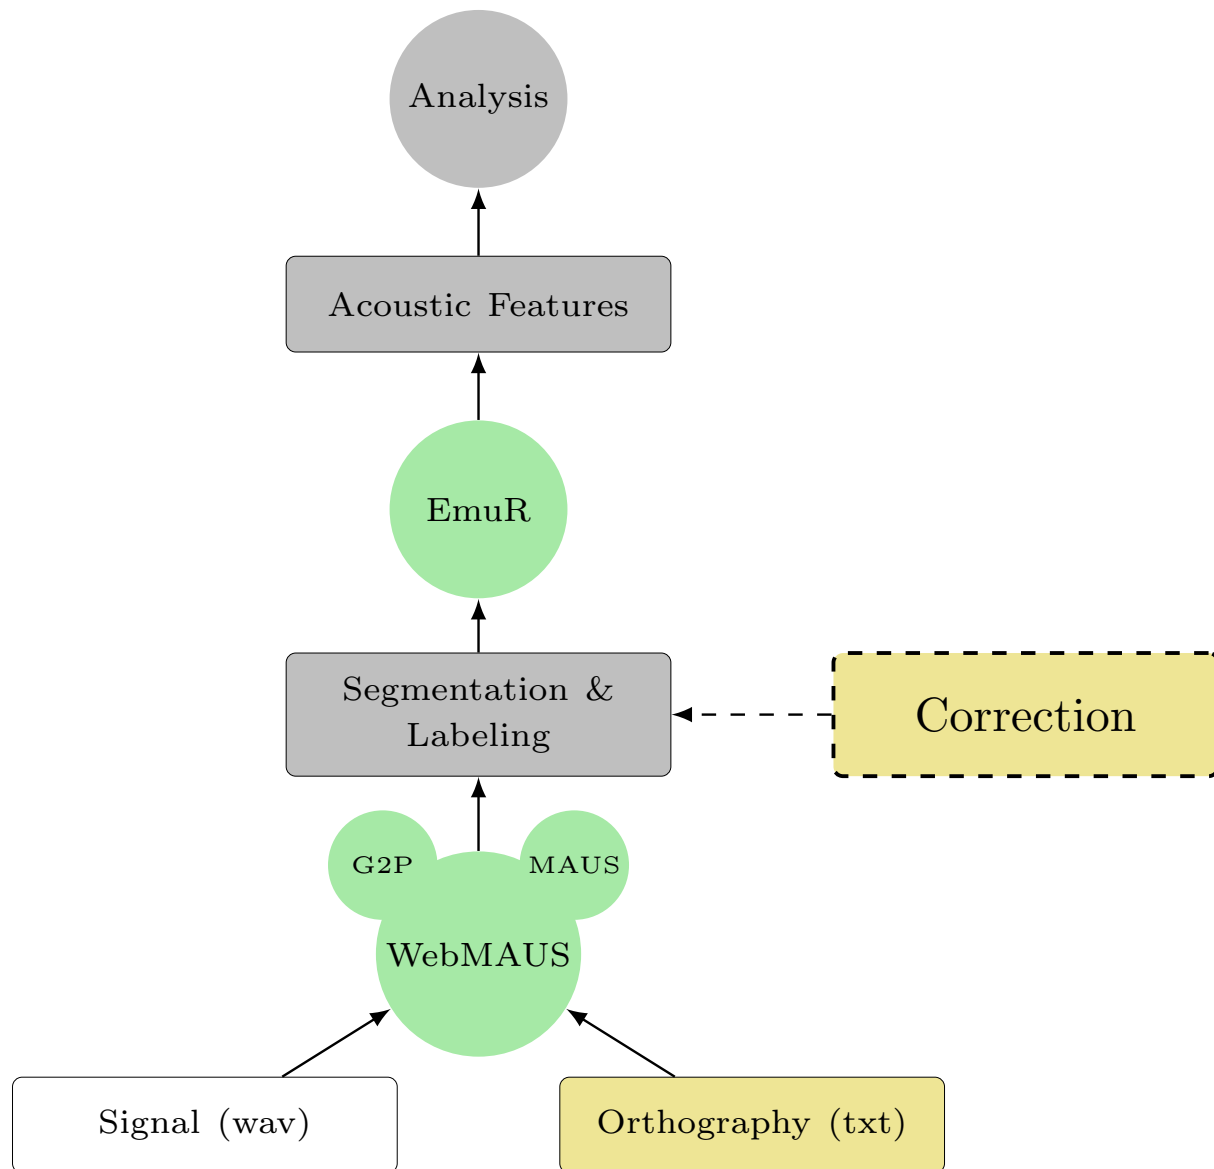 Analysis
Acoustic Features
EmuR
Segmentation &
Labeling
Correction
G2P
MAUS
WebMAUS
Signal (wav)
Orthography (txt)